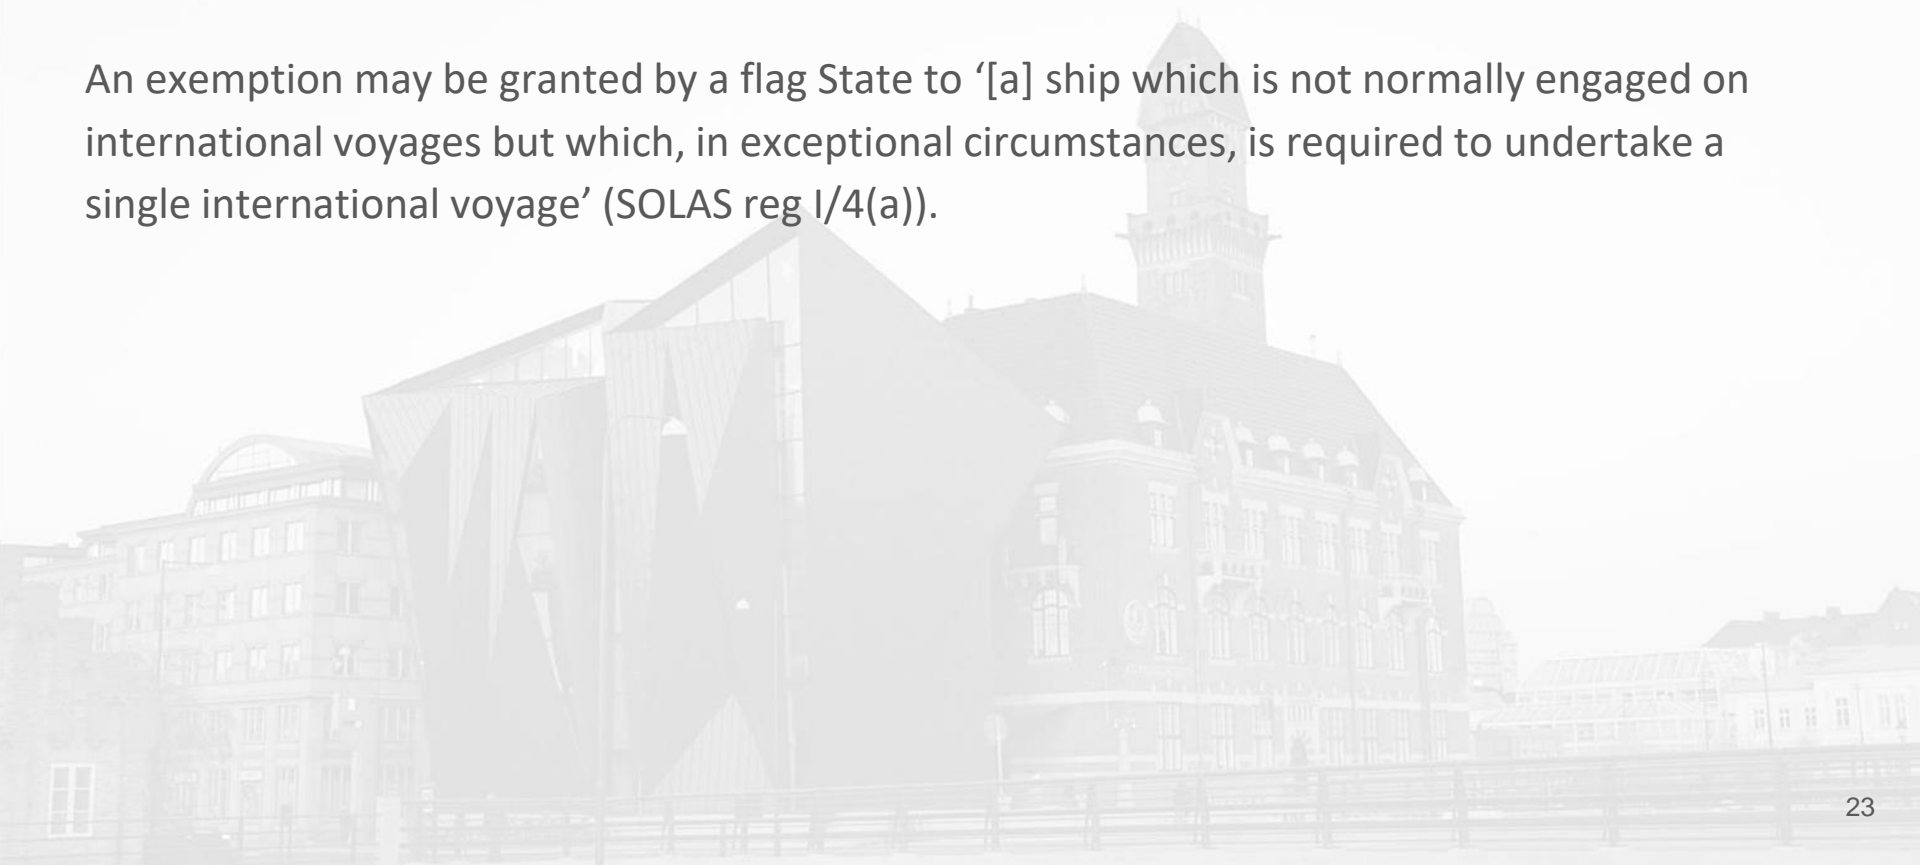 An exemption may be granted by a flag State to ‘[a] ship which is not normally engaged on
international voyages but which, in exceptional circumstances, is required to undertake a
single international voyage’ (SOLAS reg I/4(a)).
23